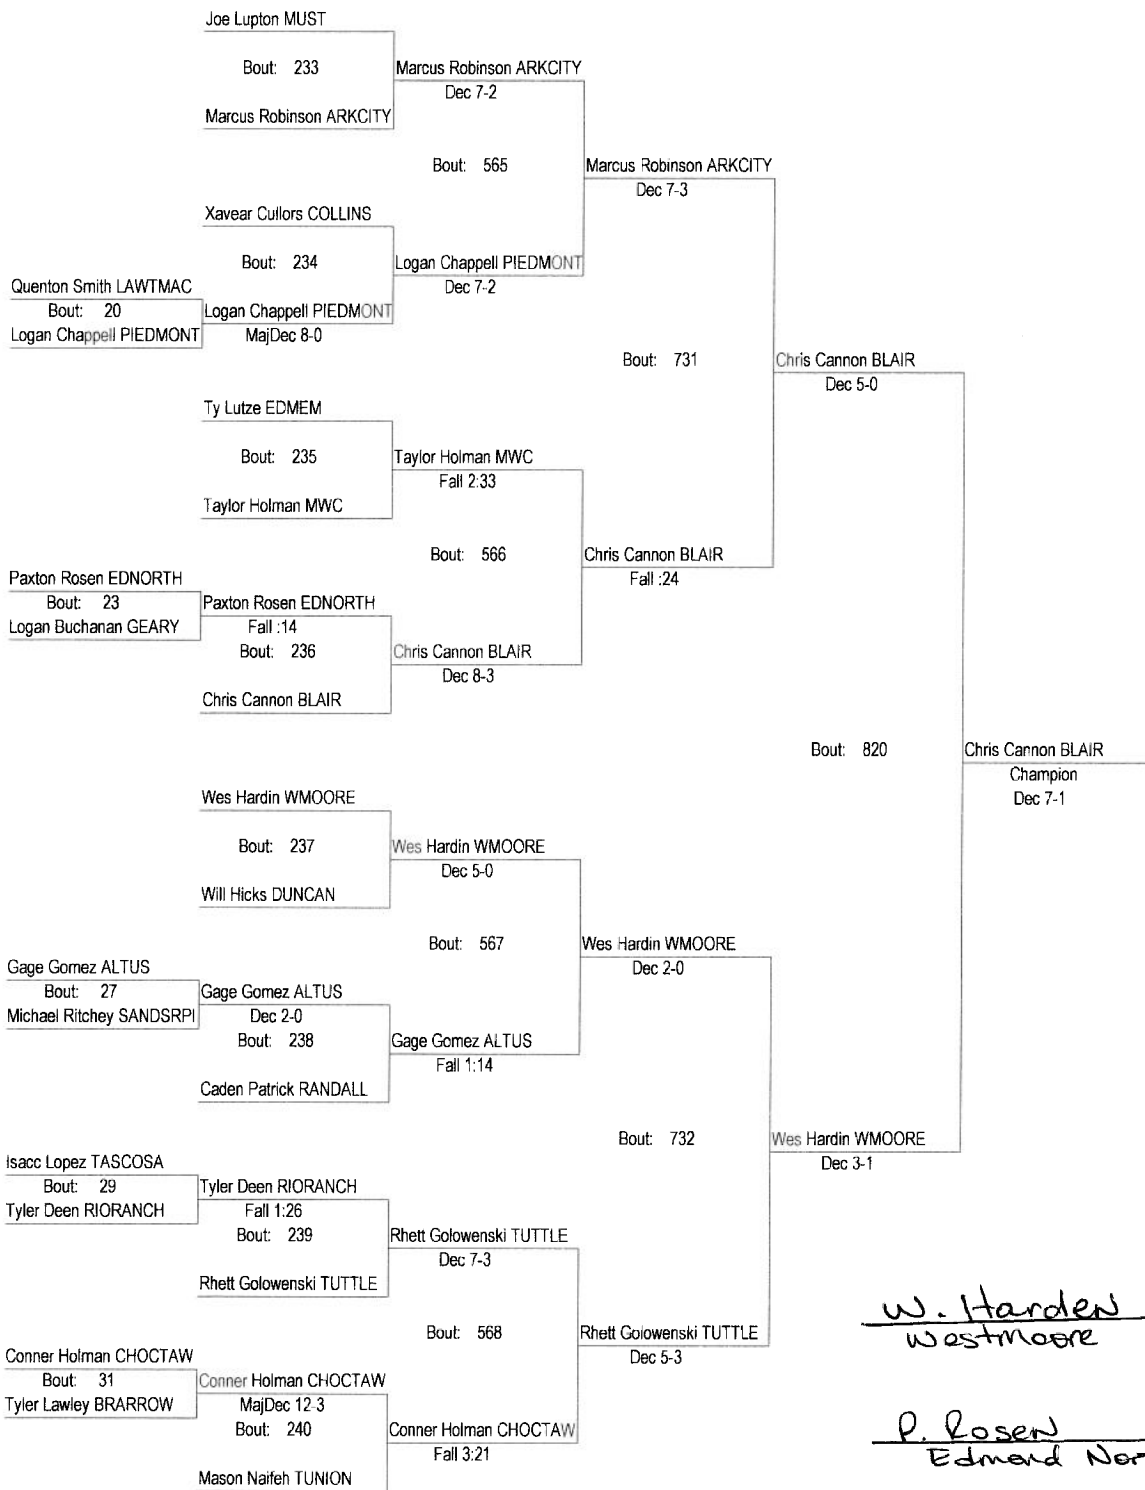 Joe Lupton MUST
Bout: 233
Marcus Robinson ARKCITY
Dec 7-2
Marcus Robinson ARKCITY
Bout: 565
Marcus Robinson ARKCITY
Dec 7-3
Xavear Cullors COLLINS
Bout: 234
Logan Chappell PIEDMONT
Dec 7-2
Quenton Smith LAWTMAC
Bout: 20
Logan Chappell PIEDMONT
Logan Chappell PIEDMONT
MajDec 8-0
Bout: 731
Chris Cannon BLAIR
Dec 5-0
Ty Lutze EDMEM
Bout: 235
Taylor Holman MWC
Fall 2:33
Taylor Holman MWC
Bout: 566
Chris Cannon BLAIR
Fall :24
Paxton Rosen EDNORTH
Bout: 23
Logan Buchanan GEARY
Paxton Rosen EDNORTH
Fall :14
Bout: 236
Chris Cannon BLAIR
Dec 8-3
Chris Cannon BLAIR
Bout: 820
Chris Cannon BLAIR
Champion
Dec 7-1
Wes Hardin WMOORE
Bout: 237
Wes Hardin WMOORE
Dec 5-0
Will Hicks DUNCAN
Bout: 567
Wes Hardin WMOORE
Dec 2-0
Gage Gomez ALTUS
Bout: 27
Michael Ritchey SANDSRPI
Gage Gomez ALTUS
Dec 2-0
Bout: 238
Gage Gomez ALTUS
Fall 1:14
Caden Patrick RANDALL
Bout: 732
Wes Hardin WMOORE
Dec 3-1
Isacc Lopez TASCOSA
Bout: 29
Tyler Deen RIORANCH
Tyler Deen RIORANCH
Fall 1:26
Bout: 239
Rhett Golowenski TUTTLE
Dec 7-3
Rhett Golowenski TUTTLE
Bout: 568
Rhett Golowenski TUTTLE
Dec 5-3
Conner Holman CHOCTAW
Bout: 31
Tyler Lawley BRARROW
Conner Holman CHOCTAW
MajDec 12-3
Bout: 240
Conner Holman CHOCTAW
Fall 3:21
Mason Naifeh TUNION
W. Harden
Westmoore
P. Rosen
Edmond Nor